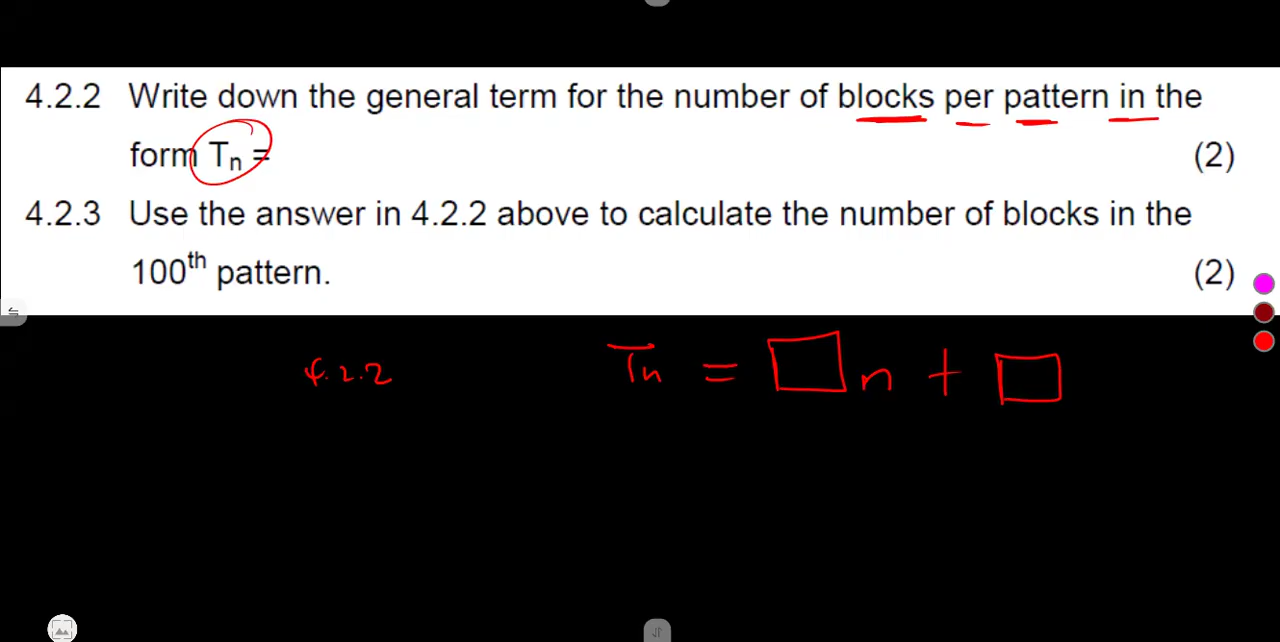 4.2.2 Write down the general term for the number of blocks per pattern in the
form Tn = (2)
4.2.3 Use the answer in 4.2.2 above to calculate the number of blocks in the
100th pattern. (2)
4.2.2 Tn = □n + □